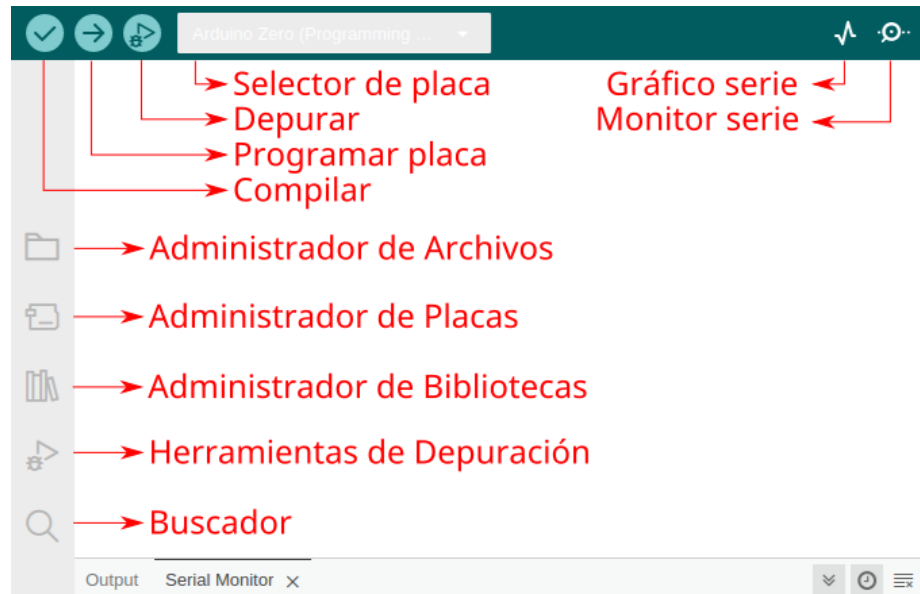 Arduino Zero (Programming ...
Selector de placa
Gráfico serie
Depurar
Monitor serie
Programar placa
Compilar
Administrador de Archivos
Administrador de Placas
Administrador de Bibliotecas
Herramientas de Depuración
Buscador
Output Serial Monitor